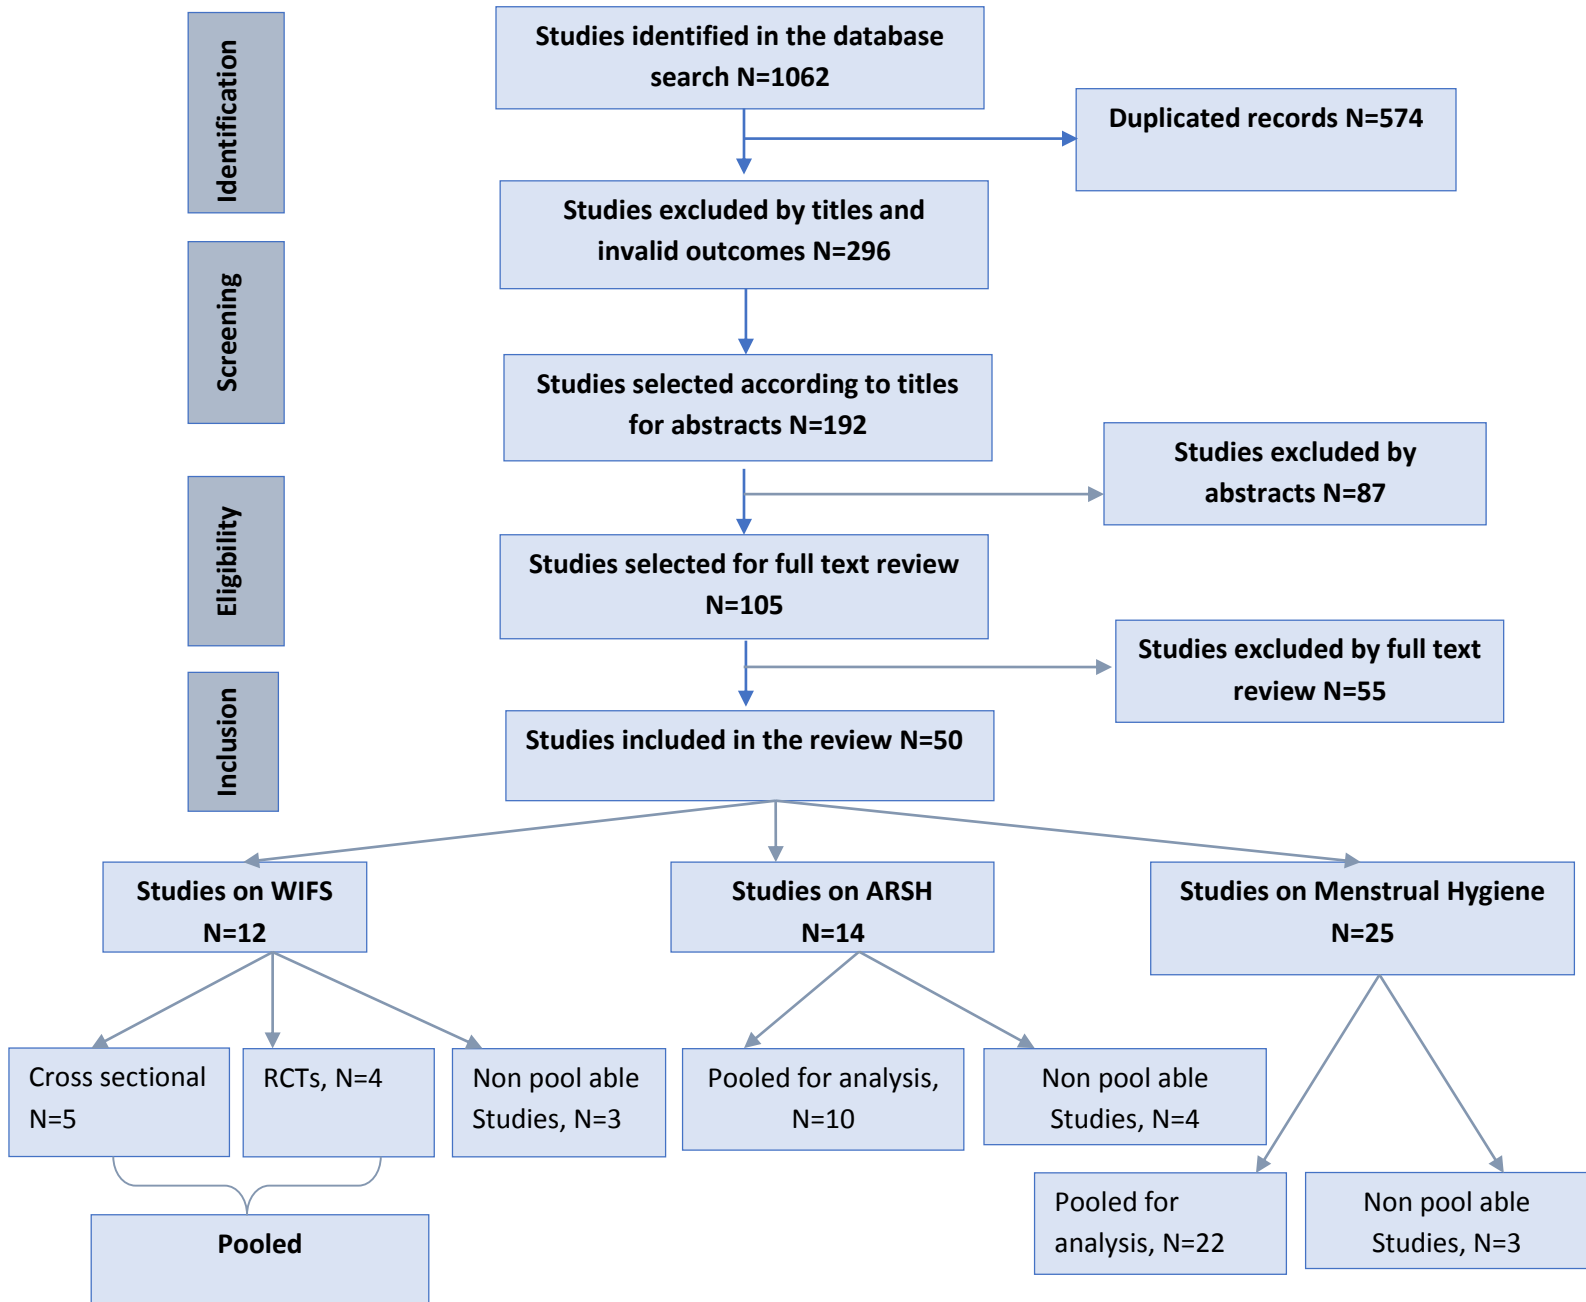 Identification
Studies identified in the database
search N=1062
Duplicated records N=574
Studies excluded by titles and
invalid outcomes N=296
Screening
Studies selected according to titles
for abstracts N=192
Studies excluded by
abstracts N=87
Eligibility
Studies selected for full text review
N=105
Studies excluded by full text
review N=55
Inclusion
Studies included in the review N=50
Studies on WIFS
N=12
Studies on ARSH
N=14
Studies on Menstrual Hygiene
N=25
Cross sectional
N=5
RCTs, N=4
Non pool able
Studies, N=3
Pooled for analysis,
N=10
Non pool able
Studies, N=4
Pooled for
analysis, N=22
Non pool able
Studies, N=3
Pooled